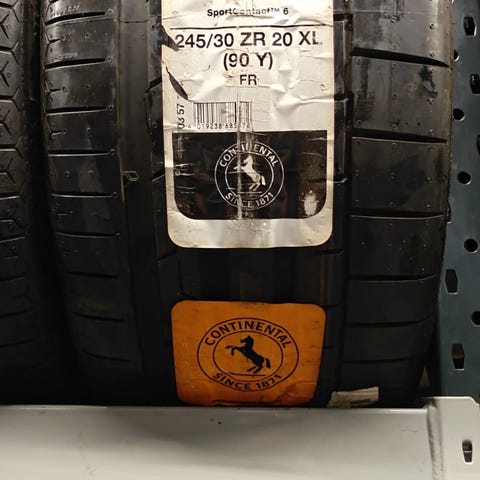 SportContact™ 6
245/30 ZR 20 XL
(90 Y)
FR
CONTINENTAL
SINCE 1871
CONTINENTAL
SINCE 1871